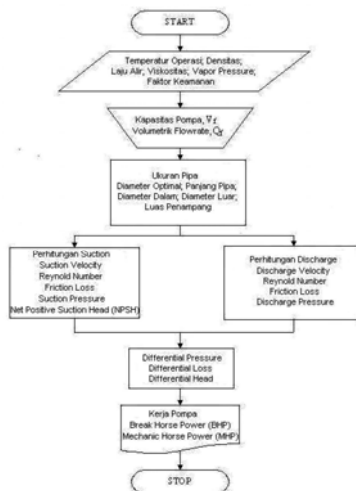 START
Temperatur Operasi; Densitas;
Laju Alir; Viskositas; Vapor Pressure;
Faktor Keamanan
Kapasitas Pompa, Vf
Volumetrik Flowrate, Qf
Ukuran Pipa
Diameter Optimal; Panjang Pipa;
Diameter Dalam; Diameter Luar;
Luas Penampang
Perhitungan Suction
Suction Velocity
Reynold Number
Friction Loss
Suction Pressure
Net Positive Suction Head (NPSH)
Perhitungan Discharge
Discharge Velocity
Reynold Number
Friction Loss
Discharge Pressure
Differential Pressure
Differential Loss
Differential Head
Kerja Pompa
Break Horse Power (BHP)
Mechanic Horse Power (MHP)
STOP